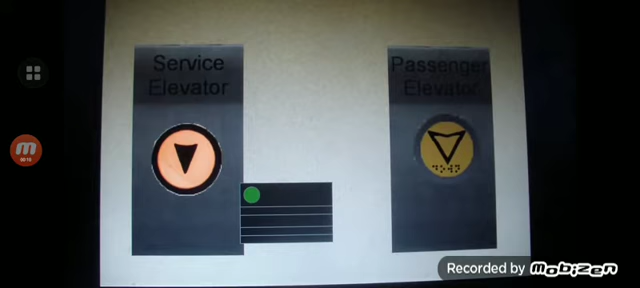 Service
Elevator
Passenger
Elevator
Recorded by
mobizen